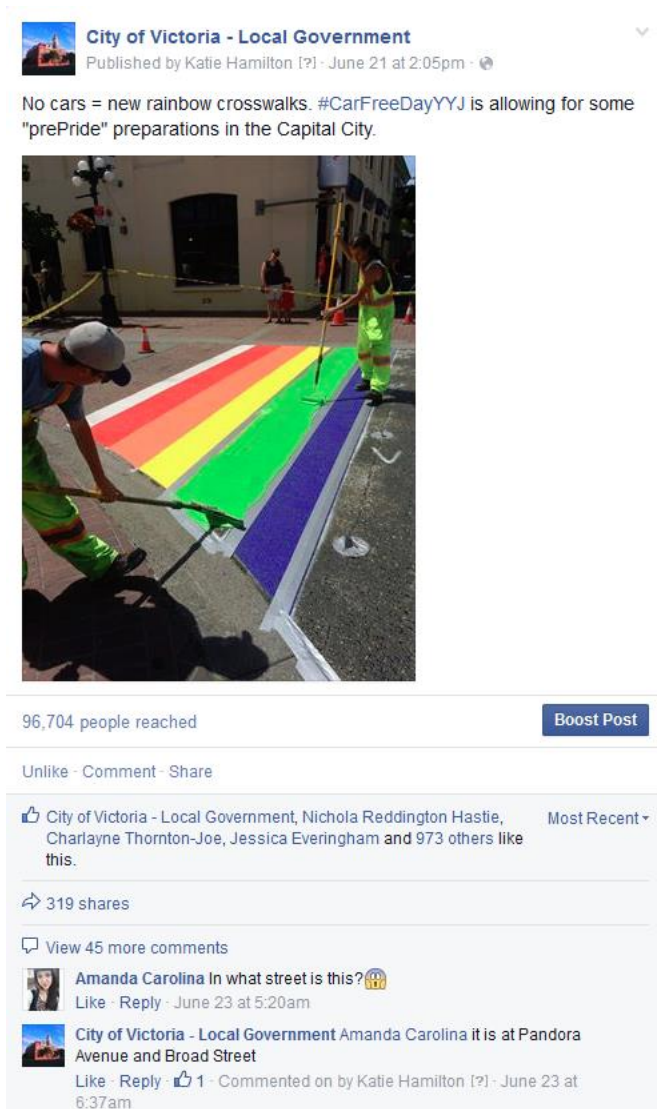 City of Victoria - Local Government
Published by Katie Hamilton [?] · June 21 at 2:05pm ·
No cars = new rainbow crosswalks. #CarFreeDayYYJ is allowing for some
"prePride" preparations in the Capital City.
96,704 people reached
Boost Post
Unlike · Comment · Share
City of Victoria - Local Government, Nichola Reddington Hastie,
Charlayne Thornton-Joe, Jessica Everingham and 973 others like
this.
Most Recent
319 shares
View 45 more comments
Amanda Carolina In what street is this?😱
Like · Reply · June 23 at 5:20am
City of Victoria - Local Government Amanda Carolina it is at Pandora
Avenue and Broad Street
Like · Reply · 1 · Commented on by Katie Hamilton [?] · June 23 at
6:37am